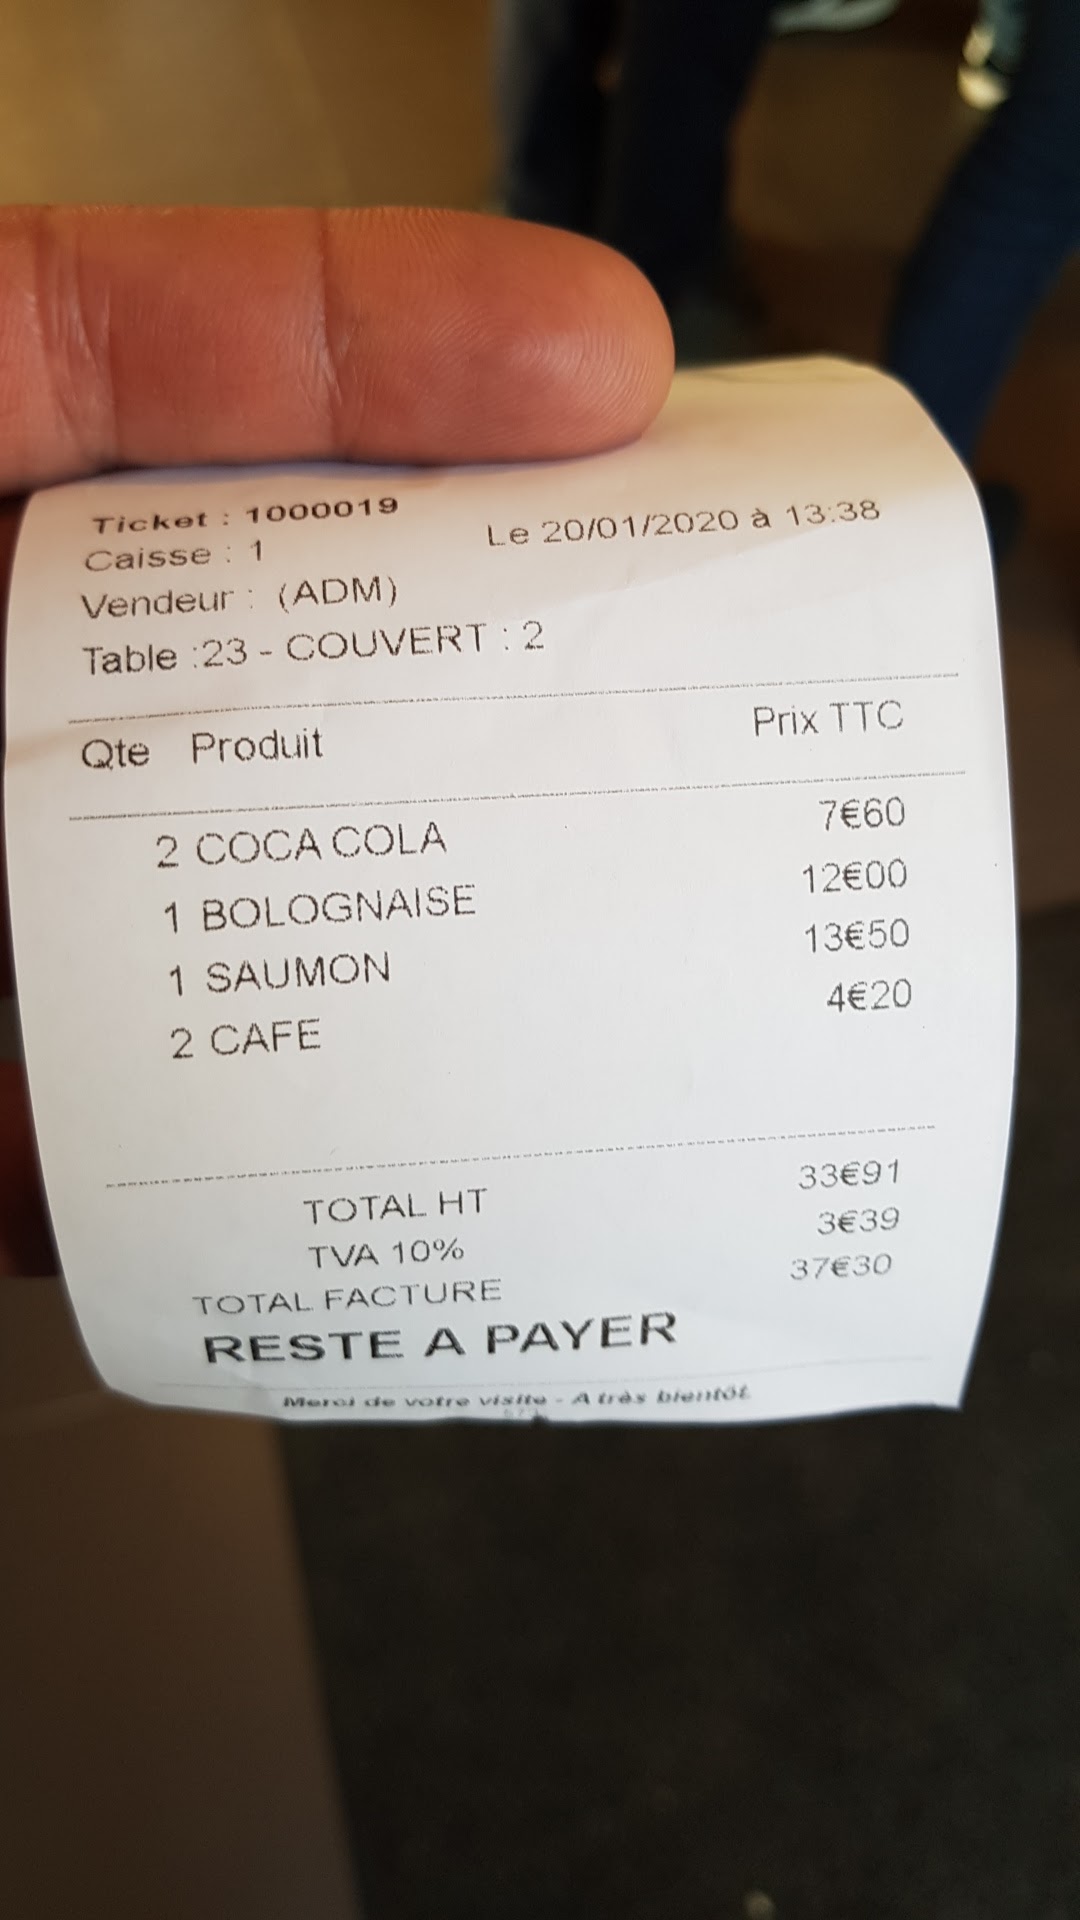 Ticket : 1000019
Le 20/01/2020 à 13:38
Caisse : 1
Vendeur : (ADM)
Table :23 - COUVERT : 2
Qte Produit Prix TTC
2 COCA COLA 7€60
1 BOLOGNAISE 12€00
1 SAUMON 13€50
2 CAFE 4€20
TOTAL HT 33€91
TVA 10% 3€39
TOTAL FACTURE 37€30
RESTE A PAYER
Merci de votre visite - A très bientôt